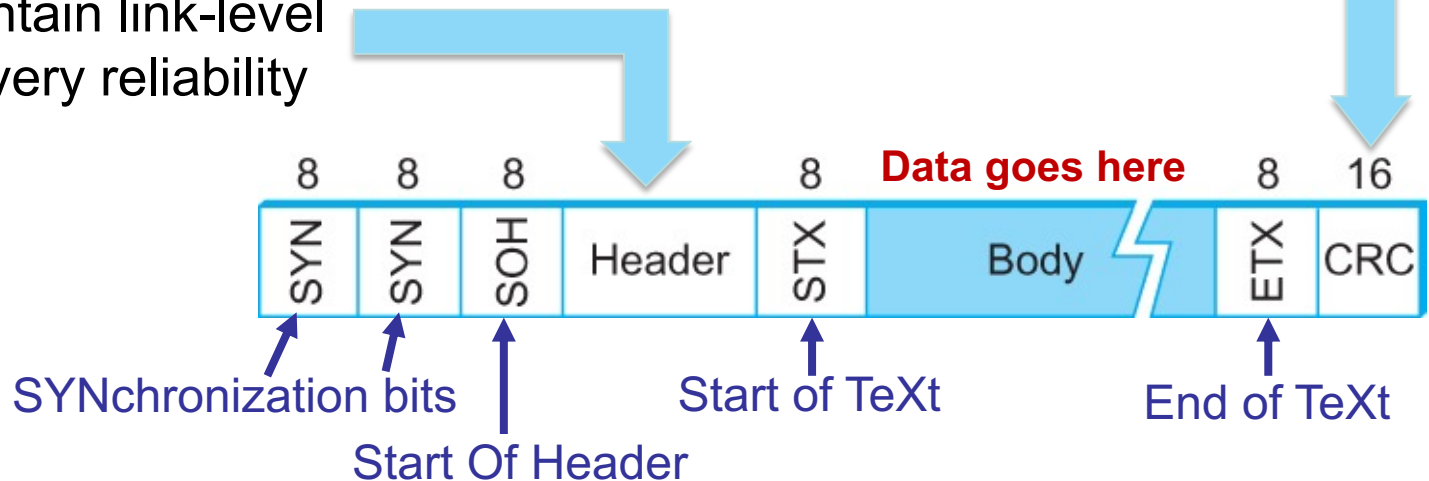 ntain link-level
very reliability
8 8 8 8 Data goes here 8 16
SYN SYN SOH Header STX Body ETX CRC
SYNchronization bits Start of TeXt End of TeXt
Start Of Header